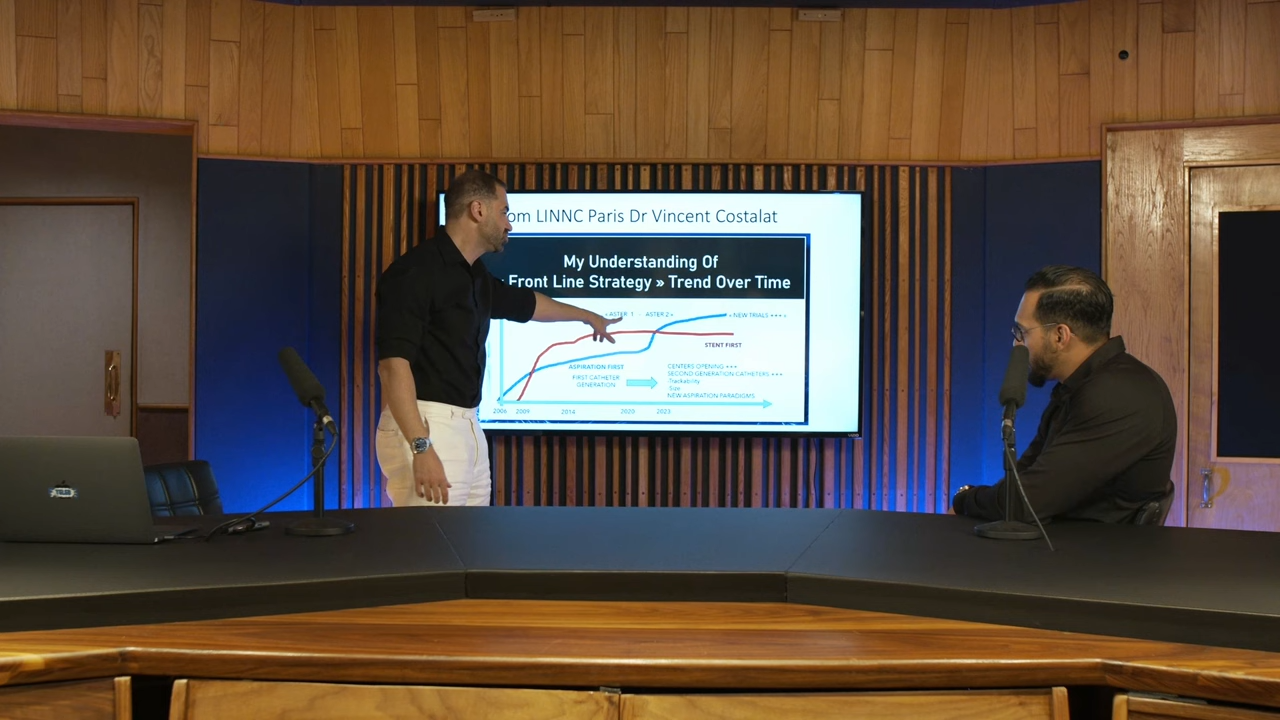 om LINNC Paris Dr Vincent Costalat
My Understanding Of
Front Line Strategy » Trend Over Time
« ASTER 1 - ASTER 2 »
« NEW TRIALS +++ »
STENT FIRST
ASPIRATION FIRST
FIRST CATHETER
GENERATION
CENTERS OPENING +++
SECOND GENERATION CATHETERS +++
Trackability
Size
NEW ASPIRATION PARADIGMS
2006 2009 2014 2020 2023